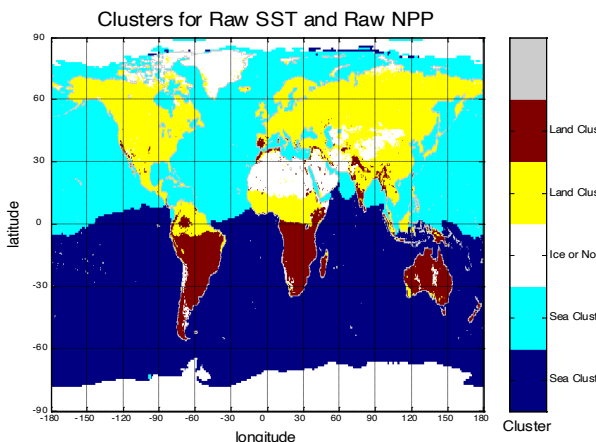 Clusters for Raw SST and Raw NPP
90
60
30
0
-30
-60
-90
latitude
-180 -150 -120 -90 -60 -30 0 30 60 90 120 150 180
longitude
Land Clus
Land Clus
Ice or No
Sea Clust
Sea Clust
Cluster